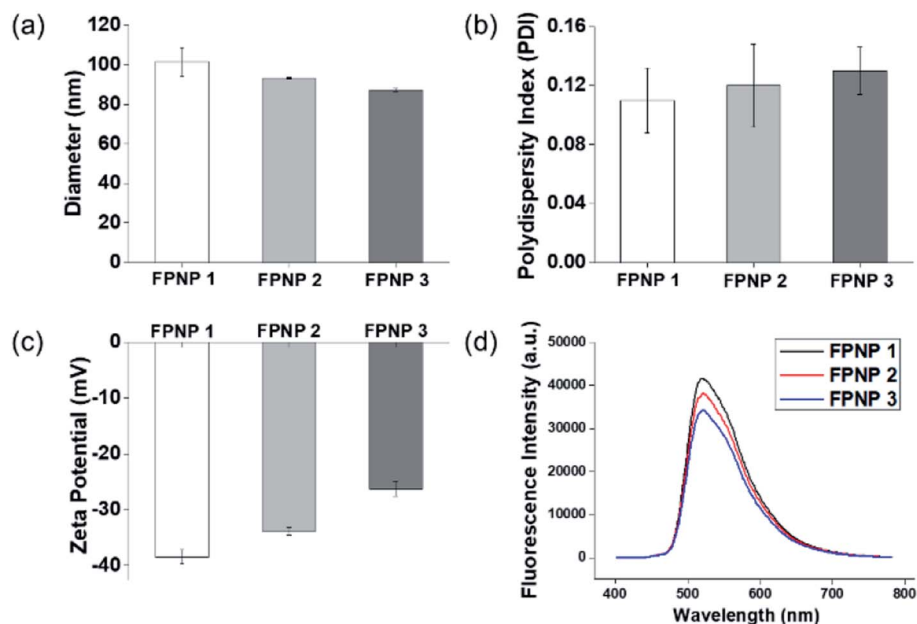 (a)
Diameter (nm)
120
100
80
60
40
20
0
FPNP 1 FPNP 2 FPNP 3
(b)
Polydispersity Index (PDI)
0.16
0.12
0.08
0.04
0.00
FPNP 1 FPNP 2 FPNP 3
(c)
Zeta Potential (mV)
FPNP 1 FPNP 2 FPNP 3
0
-10
-20
-30
-40
(d)
Fluorescence Intensity (a.u.)
50000
40000
30000
20000
10000
0
FPNP 1
FPNP 2
FPNP 3
400 500 600 700 800
Wavelength (nm)